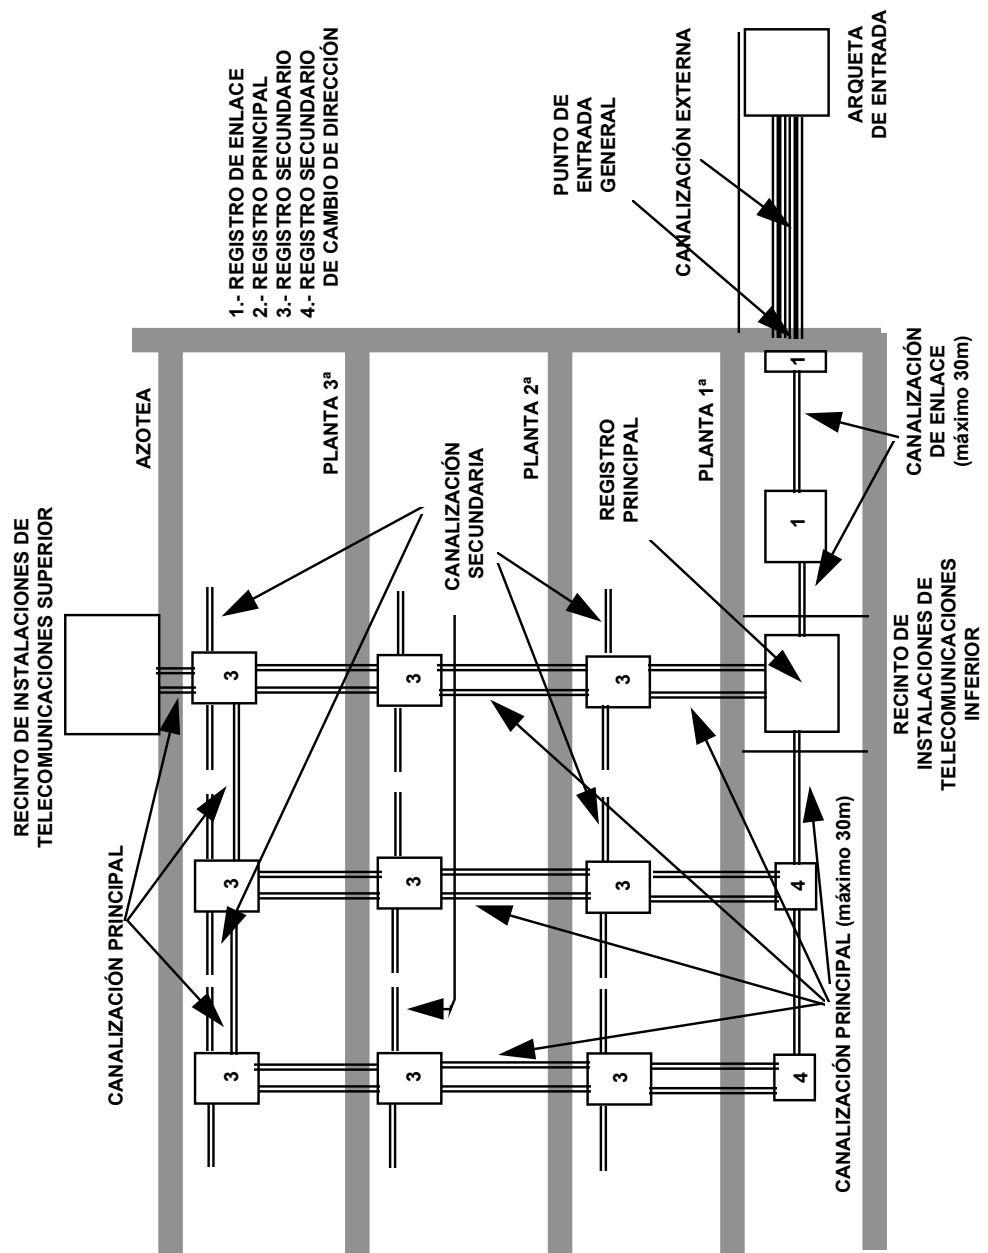 RECINTO DE INSTALACIONES DE
TELECOMUNICACIONES SUPERIOR
CANALIZACIÓN PRINCIPAL
AZOTEA
1.- REGISTRO DE ENLACE
2.- REGISTRO PRINCIPAL
3.- REGISTRO SECUNDARIO
4.- REGISTRO SECUNDARIO
DE CAMBIO DE DIRECCIÓN
3
3
3
PLANTA 3ª
3
3
3
CANALIZACIÓN
SECUNDARIA
PLANTA 2ª
PUNTO DE
ENTRADA
GENERAL
3
3
3
REGISTRO
PRINCIPAL
CANALIZACIÓN EXTERNA
PLANTA 1ª
4
4
1
1
CANALIZACIÓN PRINCIPAL (máximo 30m)
ARQUETA
DE ENTRADA
RECINTO DE
INSTALACIONES DE
TELECOMUNICACIONES
INFERIOR
CANALIZACIÓN
DE ENLACE
(máximo 30m)